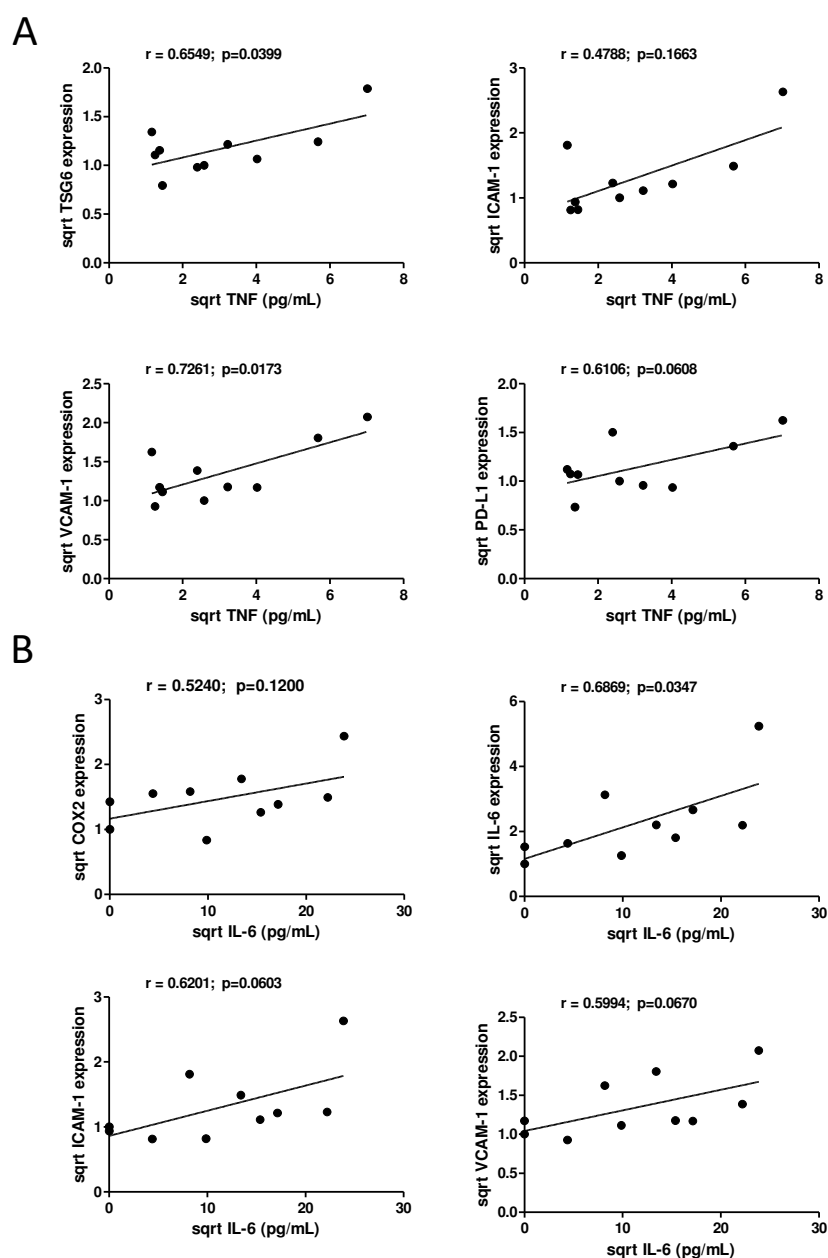 A
r = 0.6549; p=0.0399
2.0
1.5
1.0
0.5
0.0
sqrt TSG6 expression
0 2 4 6 8
sqrt TNF (pg/mL)
r = 0.4788; p=0.1663
3
2
1
0
sqrt ICAM-1 expression
0 2 4 6 8
sqrt TNF (pg/mL)
r = 0.7261; p=0.0173
2.5
2.0
1.5
1.0
0.5
0.0
sqrt VCAM-1 expression
0 2 4 6 8
sqrt TNF (pg/mL)
r = 0.6106; p=0.0608
2.0
1.5
1.0
0.5
0.0
sqrt PD-L1 expression
0 2 4 6 8
sqrt TNF (pg/mL)
B
r = 0.5240; p=0.1200
3
2
1
0
sqrt COX2 expression
0 10 20 30
sqrt IL-6 (pg/mL)
r = 0.6869; p=0.0347
6
4
2
0
sqrt IL-6 expression
0 10 20 30
sqrt IL-6 (pg/mL)
r = 0.6201; p=0.0603
3
2
1
0
sqrt ICAM-1 expression
0 10 20 30
sqrt IL-6 (pg/mL)
r = 0.5994; p=0.0670
2.5
2.0
1.5
1.0
0.5
0.0
sqrt VCAM-1 expression
0 10 20 30
sqrt IL-6 (pg/mL)